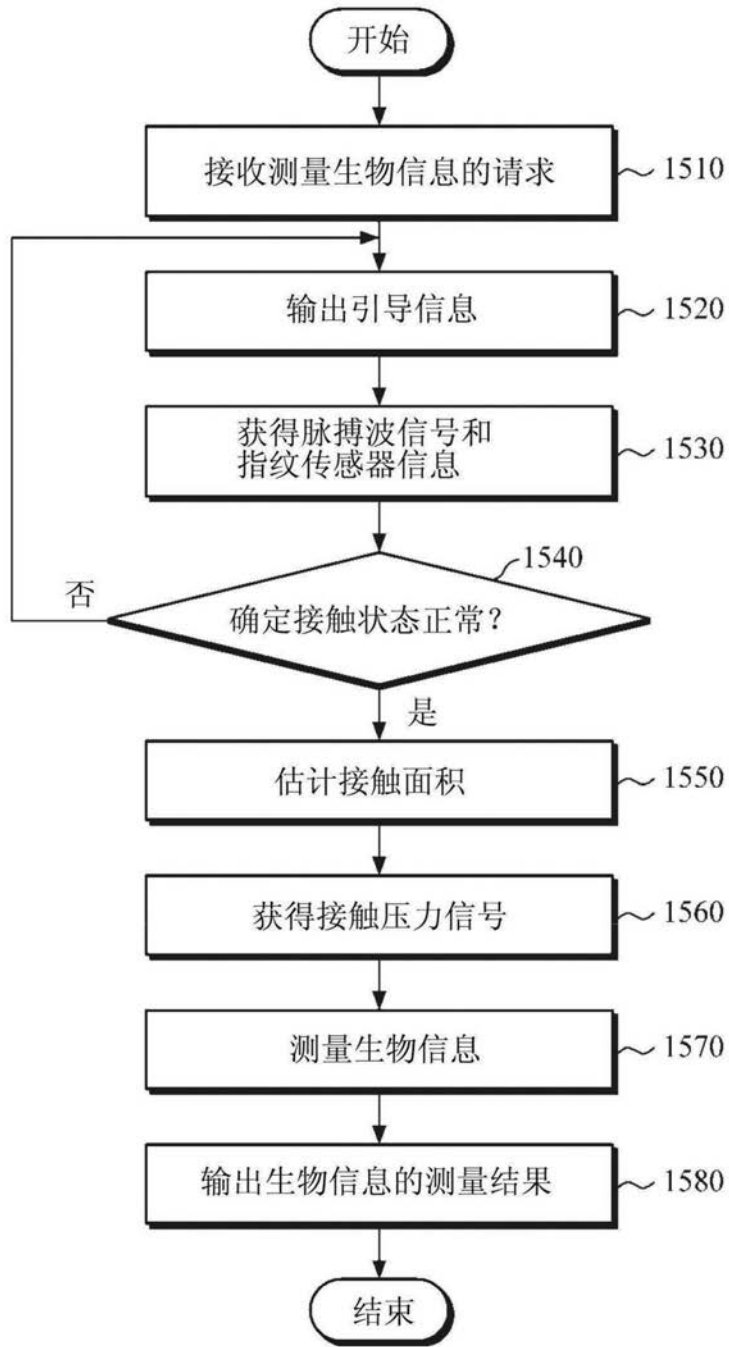 开始
接收测量生物信息的请求
1510
输出引导信息
1520
获得脉搏波信号和
指纹传感器信息
1530
1540
否
确定接触状态正常?
是
估计接触面积
1550
获得接触压力信号
1560
测量生物信息
1570
输出生物信息的测量结果
1580
结束